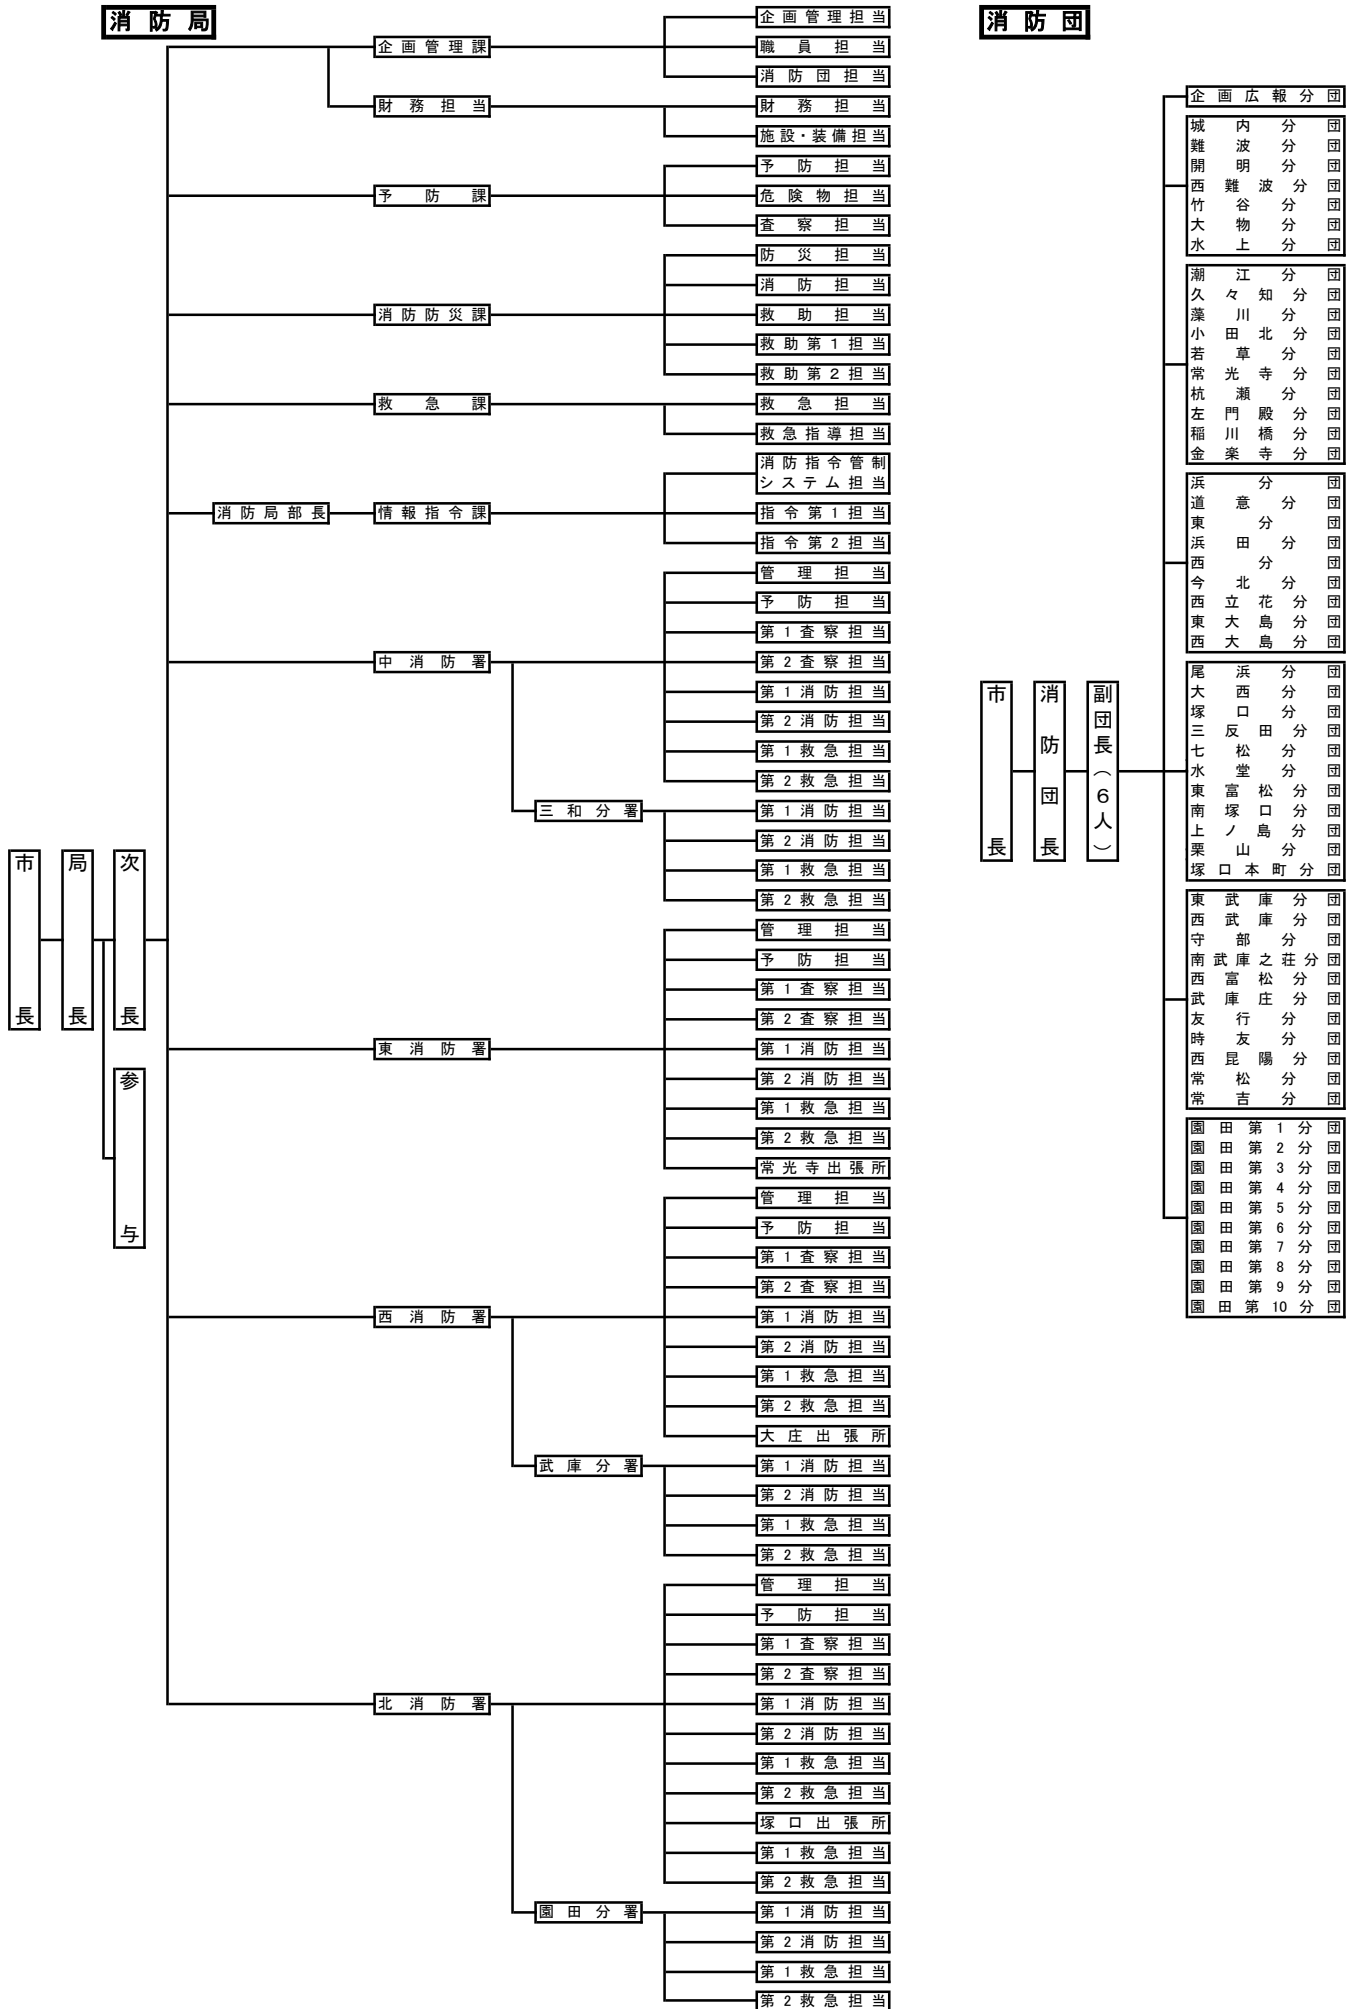 消防局
企画管理担当
企画管理課
職員担当
消防団担当
財務担当
財務担当
施設・装備担当
予防担当
予防課
危険物担当
査察担当
防災担当
消防担当
消防防災課
救助担当
救助第1担当
救助第2担当
救急課
救急担当
救急指導担当
消防指令管制
システム担当
消防局部長
情報指令課
指令第1担当
指令第2担当
管理担当
予防担当
第1査察担当
中消防署
第2査察担当
第1消防担当
第2消防担当
第1救急担当
第2救急担当
三和分署
第1消防担当
第2消防担当
第1救急担当
第2救急担当
市長
局長
次長
参与
管理担当
予防担当
第1査察担当
第2査察担当
東消防署
第1消防担当
第2消防担当
第1救急担当
第2救急担当
常光寺出張所
管理担当
予防担当
第1査察担当
第2査察担当
西消防署
第1消防担当
第2消防担当
第1救急担当
第2救急担当
大庄出張所
武庫分署
第1消防担当
第2消防担当
第1救急担当
第2救急担当
管理担当
予防担当
第1査察担当
第2査察担当
北消防署
第1消防担当
第2消防担当
第1救急担当
第2救急担当
塚口出張所
第1救急担当
第2救急担当
園田分署
第1消防担当
第2消防担当
第1救急担当
第2救急担当
消防団
市長
消防団長
副団長(6人)
企画広報分団
城内分団
難波分団
開明分団
西難波分団
竹谷分団
大物分団
水上分団
潮江分団
久々知分団
藻川分団
小田北分団
若草分団
常光寺分団
杭瀬分団
左門殿分団
稲川橋分団
金楽寺分団
浜分団
道意分団
東分団
浜田分団
西分団
今北分団
西立花分団
東大島分団
西大島分団
尾浜分団
大西分団
塚口分団
三反田分団
七松分団
水堂分団
東富松分団
南塚口分団
上ノ島分団
栗山分団
塚口本町分団
東武庫分団
西武庫分団
守部分団
南武庫之荘分団
西富松分団
武庫庄分団
友行分団
時友分団
西昆陽分団
常松分団
常吉分団
園田第1分団
園田第2分団
園田第3分団
園田第4分団
園田第5分団
園田第6分団
園田第7分団
園田第8分団
園田第9分団
園田第10分団